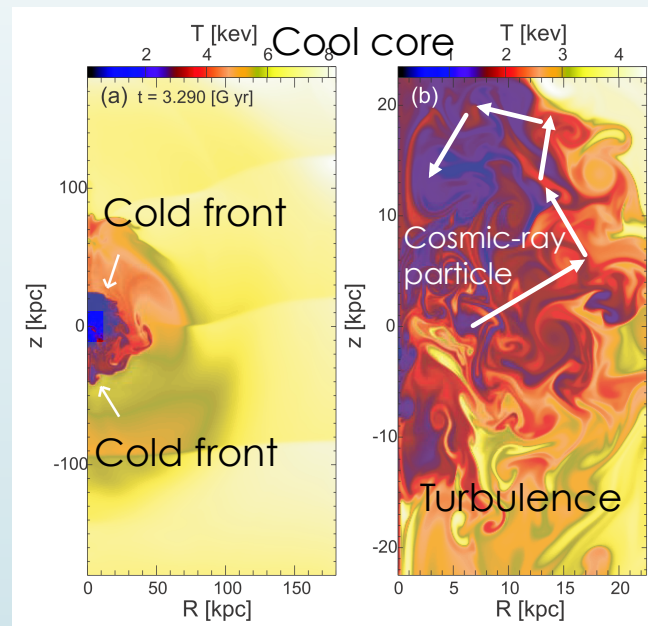 Cool core
T [kev]
2 4 6 8
(a) t = 3.290 [G yr]
Cold front
Cold front
z [kpc]
100
0
-100
0 50 100 150
R [kpc]
T [keV]
1 2 3 4
(b)
Cosmic-ray
particle
Turbulence
z [kpc]
20
10
0
-10
-20
0 5 10 15 20
R [kpc]